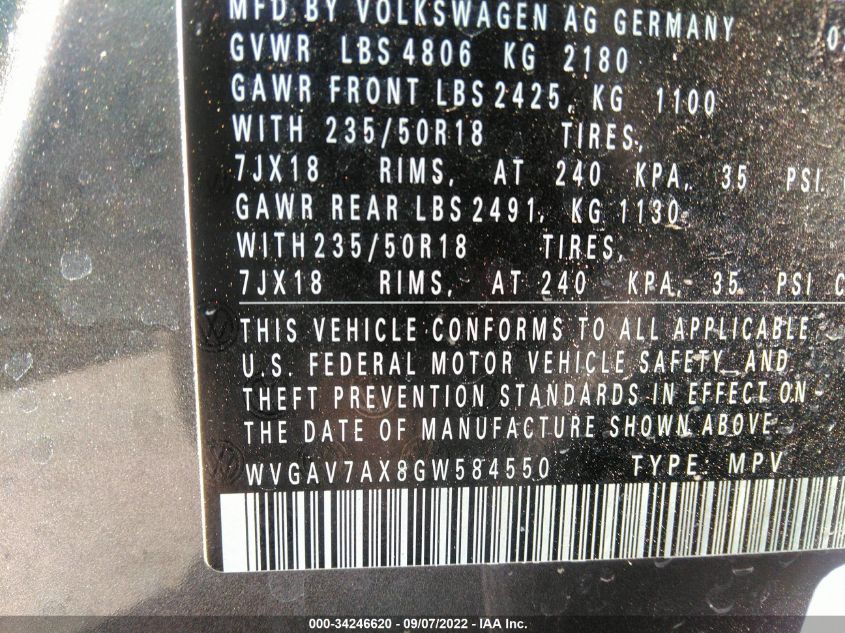 MFD BY VOLKSWAGEN AG GERMANY
GVWR LBS 4806 KG 2180
GAWR FRONT LBS 2425, KG 1100
WITH 235/50R18 TIRES,
7JX18 RIMS, AT 240 KPA, 35 PSI
GAWR REAR LBS 2491, KG 1130
WITH 235/50R18 TIRES,
7JX18 RIMS, AT 240 KPA, 35 PSI C
THIS VEHICLE CONFORMS TO ALL APPLICABLE
U.S. FEDERAL MOTOR VEHICLE SAFETY AND
THEFT PREVENTION STANDARDS IN EFFECT ON
THE DATE OF MANUFACTURE SHOWN ABOVE.
WVGAV7AX8GW584550 TYPE: MPV
000-34246620 - 09/07/2022 - IAA Inc.